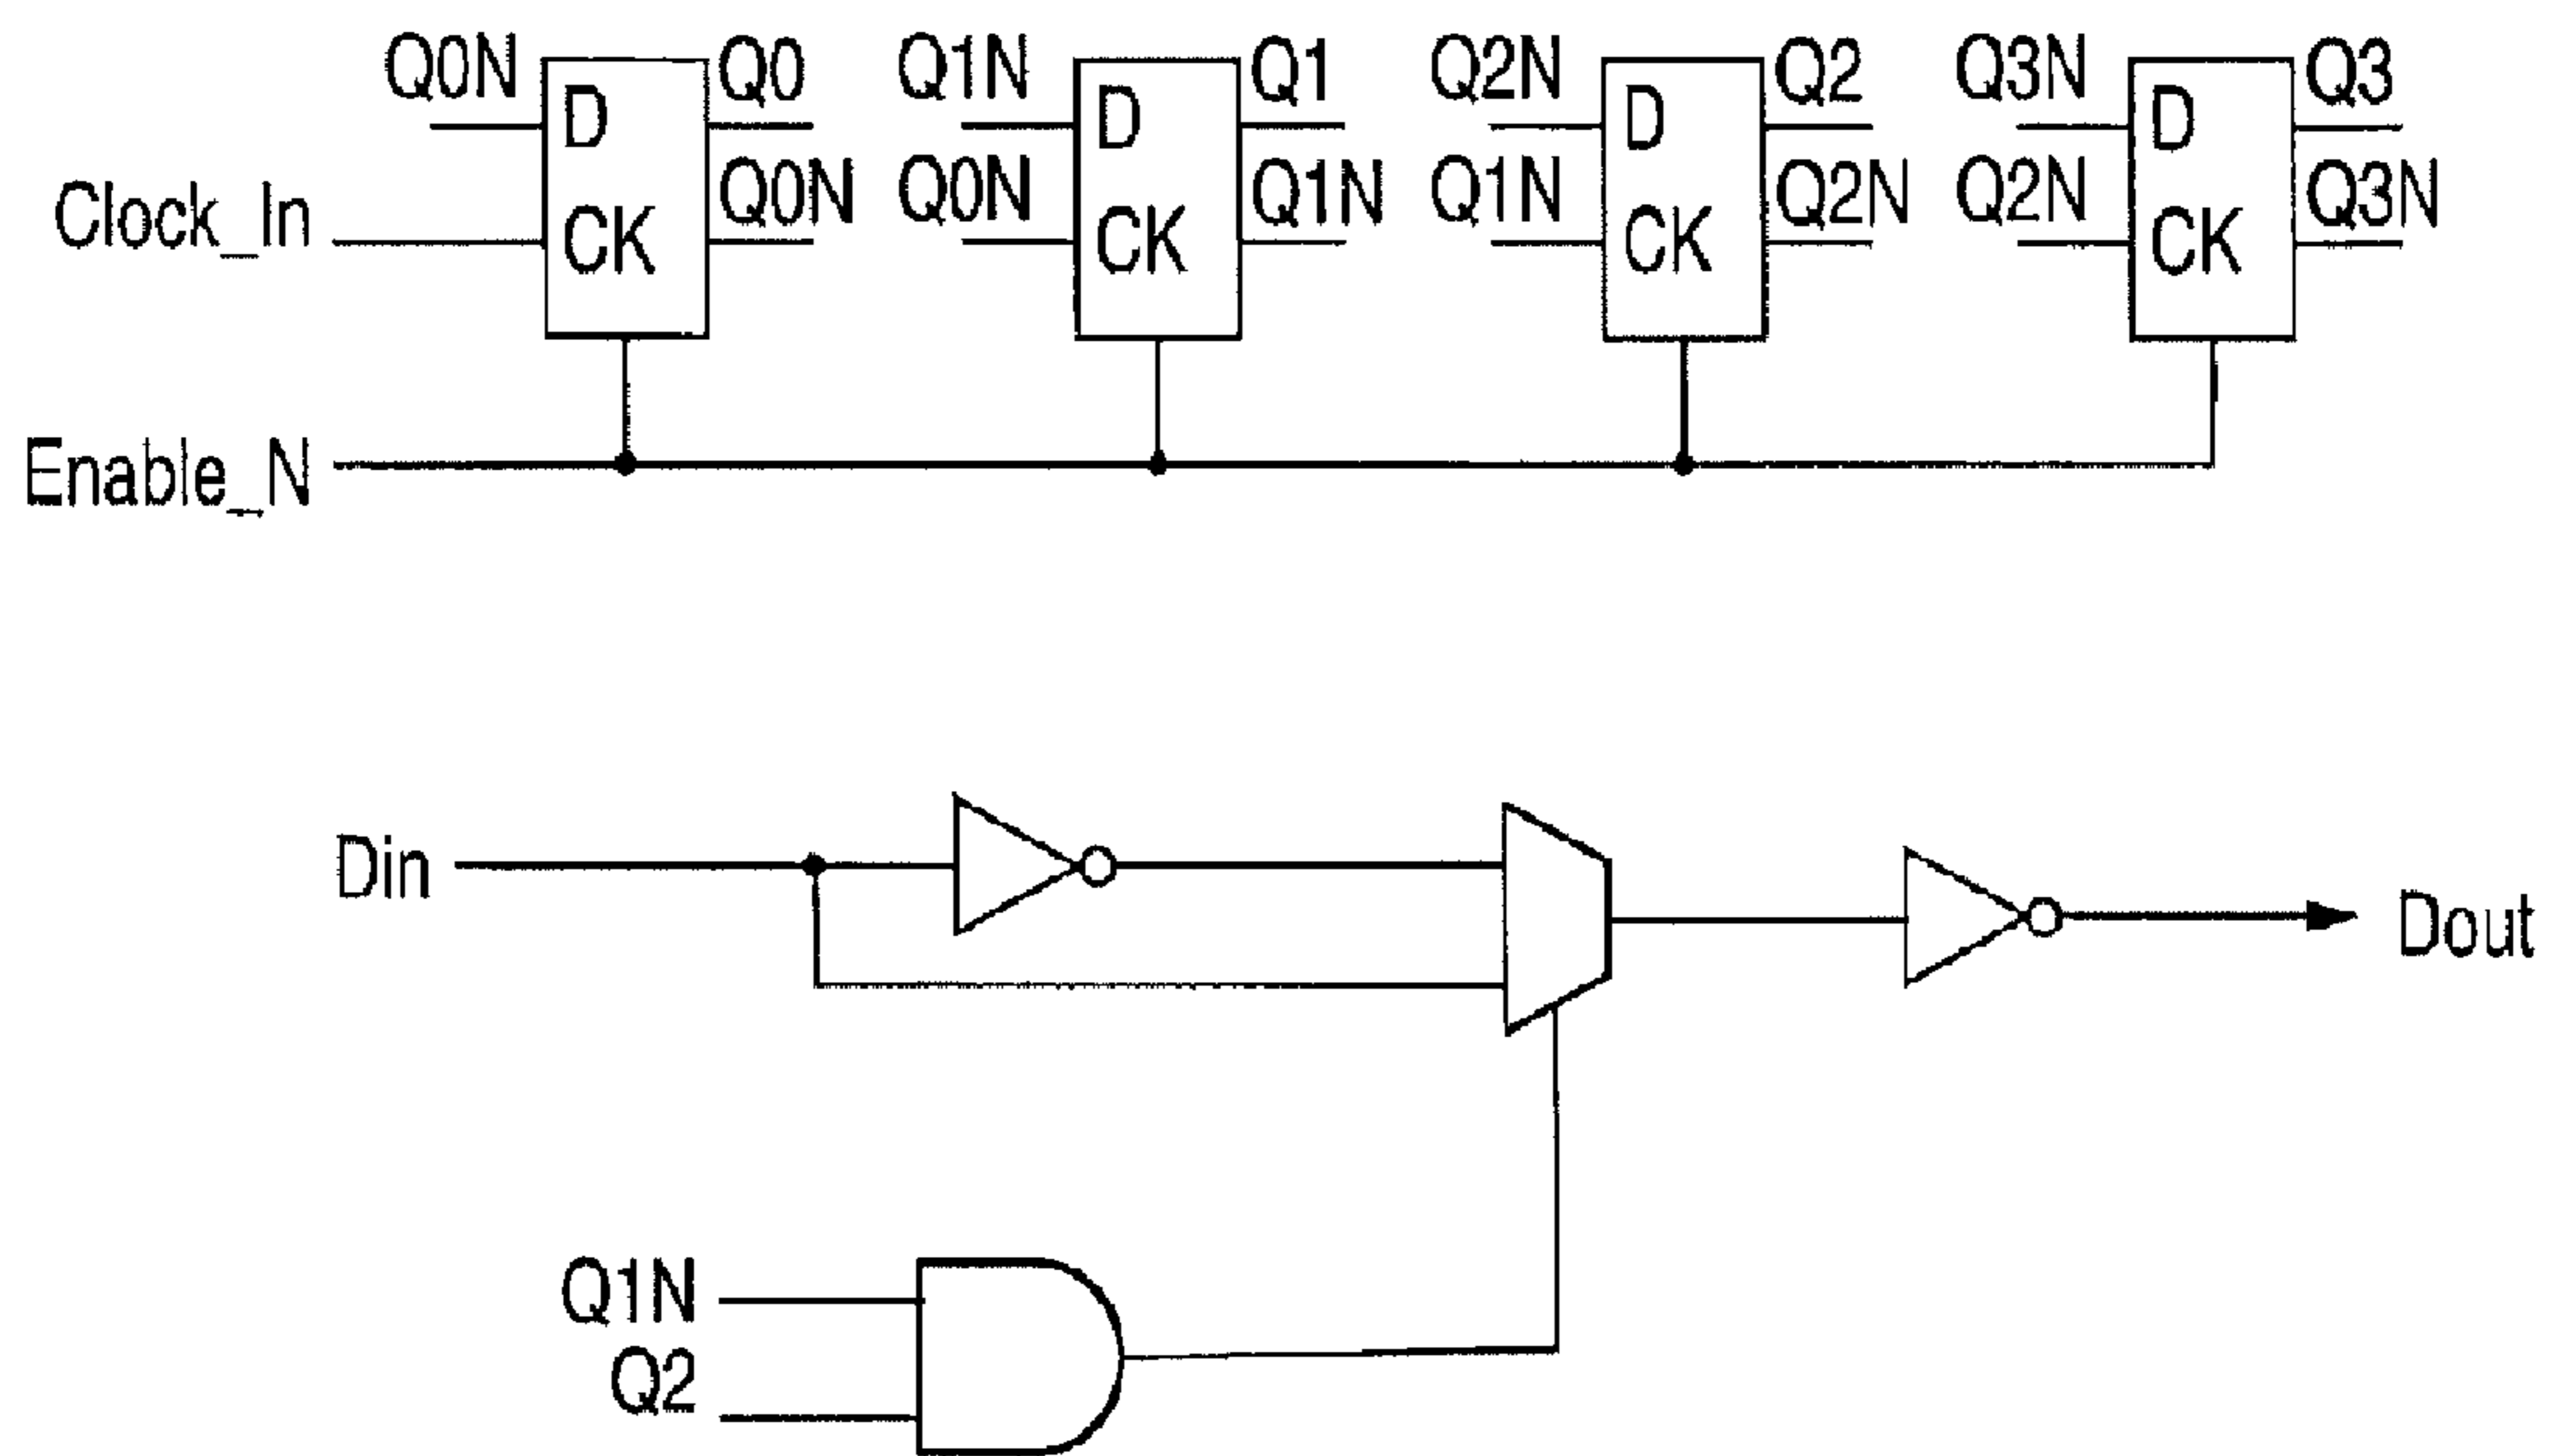 Q0N Q0 Q1N Q1 Q2N Q2 Q3N Q3
D D D D
Q0N Q0N Q1N Q1N Q2N Q2N Q3N
Clock_In CK CK CK CK
Enable_N
Din
Dout
Q1N
Q2